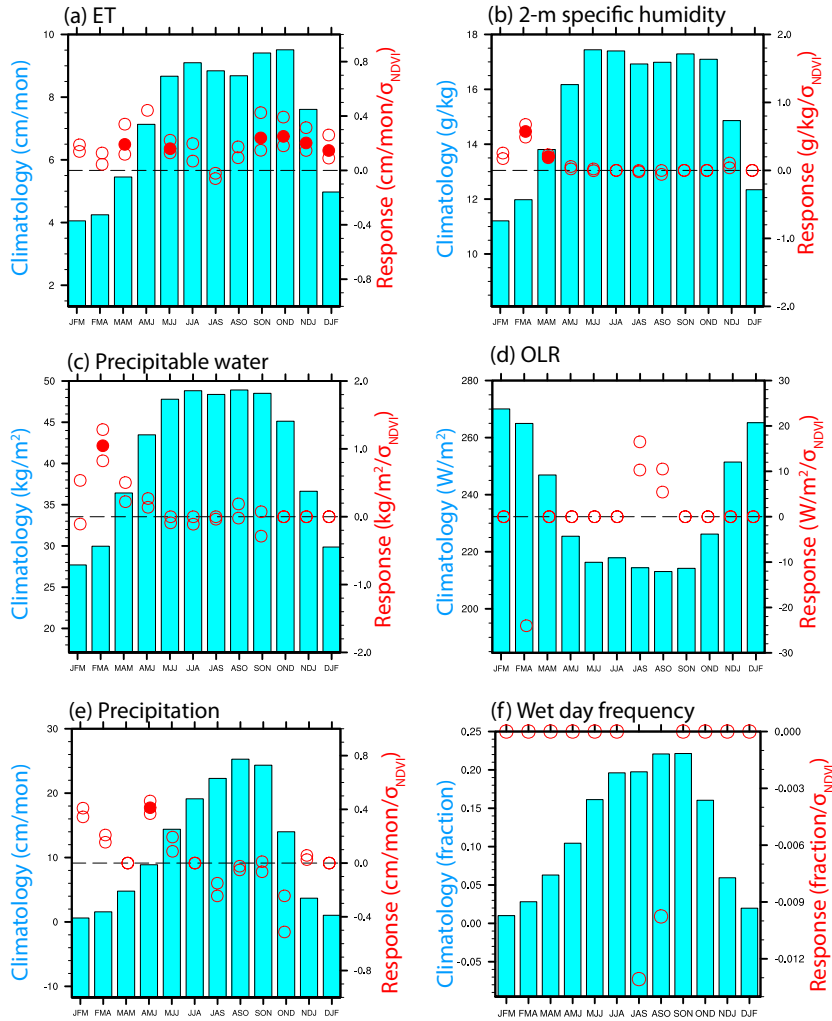 (a) ET
Climatology (cm/mon)
10
8
6
4
2
0.8
0.4
0.0
-0.4
-0.8
Response (cm/mon/σNDVI)
JFM FMA MAM AMJ MJJ JJA JAS ASO SON OND NDJ DJF
(b) 2-m specific humidity
Climatology (g/kg)
18
16
14
12
10
2.0
1.0
0.0
-1.0
-2.0
Response (g/kg/σNDVI)
JFM FMA MAM AMJ MJJ JJA JAS ASO SON OND NDJ DJF
(c) Precipitable water
Climatology (kg/m²)
50
45
40
35
30
25
20
2.0
1.0
0.0
-1.0
-2.0
Response (kg/m²/σNDVI)
JFM FMA MAM AMJ MJJ JJA JAS ASO SON OND NDJ DJF
(d) OLR
Climatology (W/m²)
280
260
240
220
200
30
20
10
0
-10
-20
-30
Response (W/m²/σNDVI)
JFM FMA MAM AMJ MJJ JJA JAS ASO SON OND NDJ DJF
(e) Precipitation
Climatology (cm/mon)
30
20
10
0
-10
0.8
0.4
0.0
-0.4
-0.8
Response (cm/mon/σNDVI)
JFM FMA MAM AMJ MJJ JJA JAS ASO SON OND NDJ DJF
(f) Wet day frequency
Climatology (fraction)
0.25
0.20
0.15
0.10
0.05
0.00
-0.05
0.000
-0.003
-0.006
-0.009
-0.012
Response (fraction/σNDVI)
JFM FMA MAM AMJ MJJ JJA JAS ASO SON OND NDJ DJF